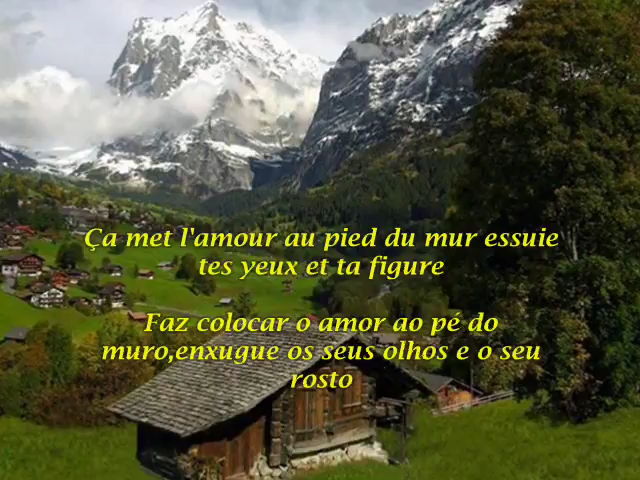 Ça met l'amour au pied du mur essuie
tes yeux et ta figure
Faz colocar o amor ao pé do
muro,enxugue os seus olhos e o seu
rosto